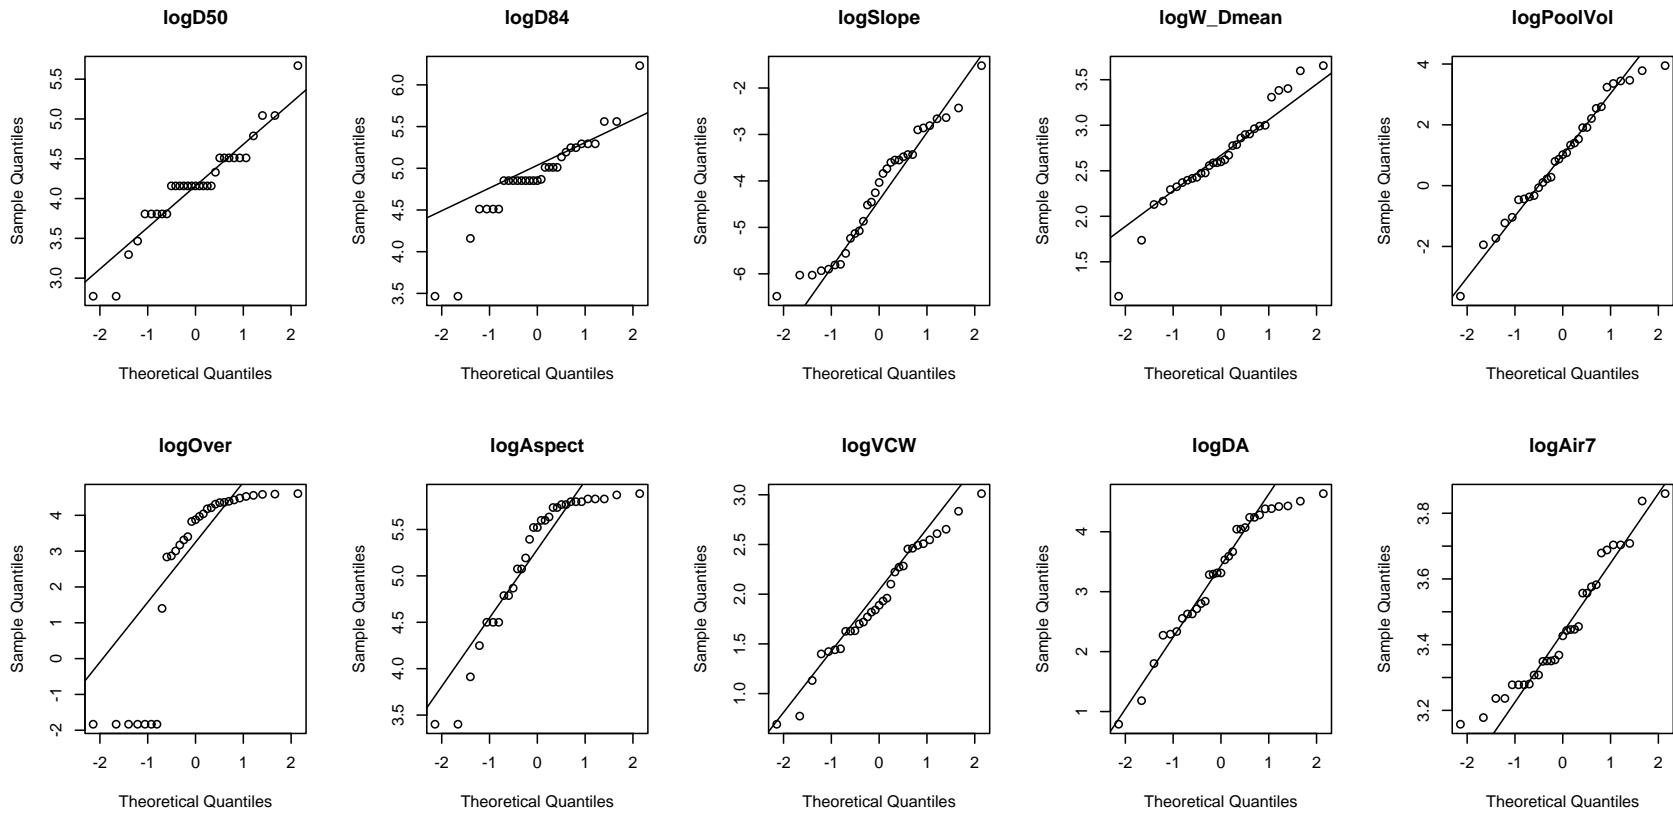 logD50
Sample Quantiles
5.5
5.0
4.5
4.0
3.5
3.0
-2 -1 0 1 2
Theoretical Quantiles
logD84
Sample Quantiles
6.0
5.5
5.0
4.5
4.0
3.5
-2 -1 0 1 2
Theoretical Quantiles
logSlope
Sample Quantiles
-2
-3
-4
-5
-6
-2 -1 0 1 2
Theoretical Quantiles
logW_Dmean
Sample Quantiles
3.5
3.0
2.5
2.0
1.5
-2 -1 0 1 2
Theoretical Quantiles
logPoolVol
Sample Quantiles
4
2
0
-2
-2 -1 0 1 2
Theoretical Quantiles
logOver
Sample Quantiles
4
3
2
1
0
-1
-2
-2 -1 0 1 2
Theoretical Quantiles
logAspect
Sample Quantiles
5.5
5.0
4.5
4.0
3.5
-2 -1 0 1 2
Theoretical Quantiles
logVCW
Sample Quantiles
3.0
2.5
2.0
1.5
1.0
-2 -1 0 1 2
Theoretical Quantiles
logDA
Sample Quantiles
4
3
2
1
-2 -1 0 1 2
Theoretical Quantiles
logAir7
Sample Quantiles
3.8
3.6
3.4
3.2
-2 -1 0 1 2
Theoretical Quantiles